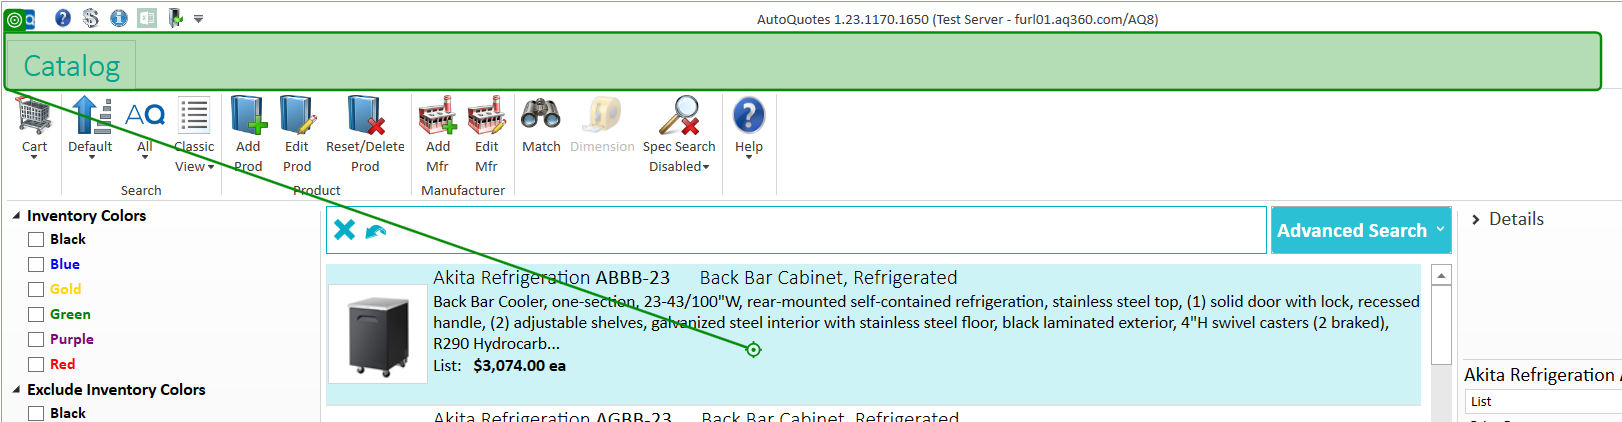 AutoQuotes 1.23.1170.1650 (Test Server - furl01.aq360.com/AQ8)
Catalog
Cart
Default
All
Classic View
Search
Add Prod
Edit Prod
Reset/Delete Prod
Product
Add Mfr
Edit Mfr
Manufacturer
Match
Dimension
Spec Search Disabled
Help
Inventory Colors
Black
Blue
Gold
Green
Purple
Red
Exclude Inventory Colors
Black
Advanced Search
Akita Refrigeration ABBB-23 Back Bar Cabinet, Refrigerated
Back Bar Cooler, one-section, 23-43/100"W, rear-mounted self-contained refrigeration, stainless steel top, (1) solid door with lock, recessed
handle, (2) adjustable shelves, galvanized steel interior with stainless steel floor, black laminated exterior, 4"H swivel casters (2 braked),
R290 Hydrocarb...
List: $3,074.00 ea
Akita Refrigeration AGBB-23 Back Bar Cabinet, Refrigerated
Details
Akita Refrigeration
List